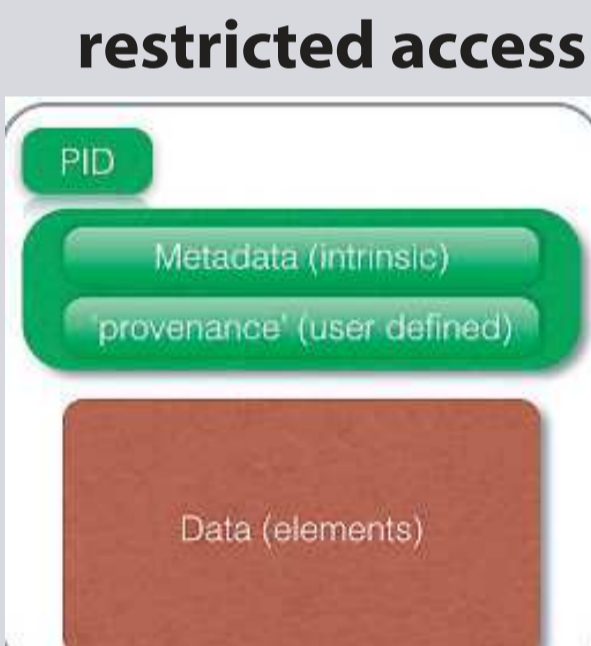 restricted access
PID
Metadata (intrinsic)
'provenance' (user defined)
Data (elements)